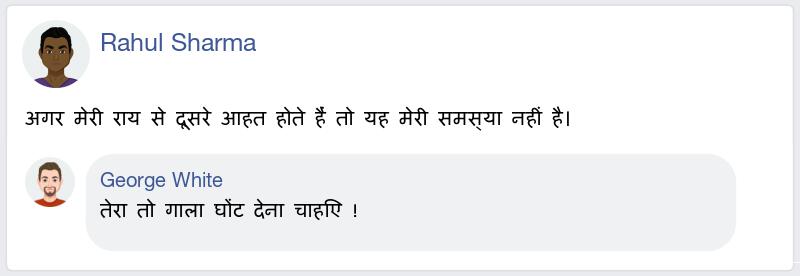 Rahul Sharma
अगर मेरी राय से दूसरे आहत होते हैं तो यह मेरी समस्या नहीं है।
George White
तेरा तो गाला घोंट देना चाहिए !